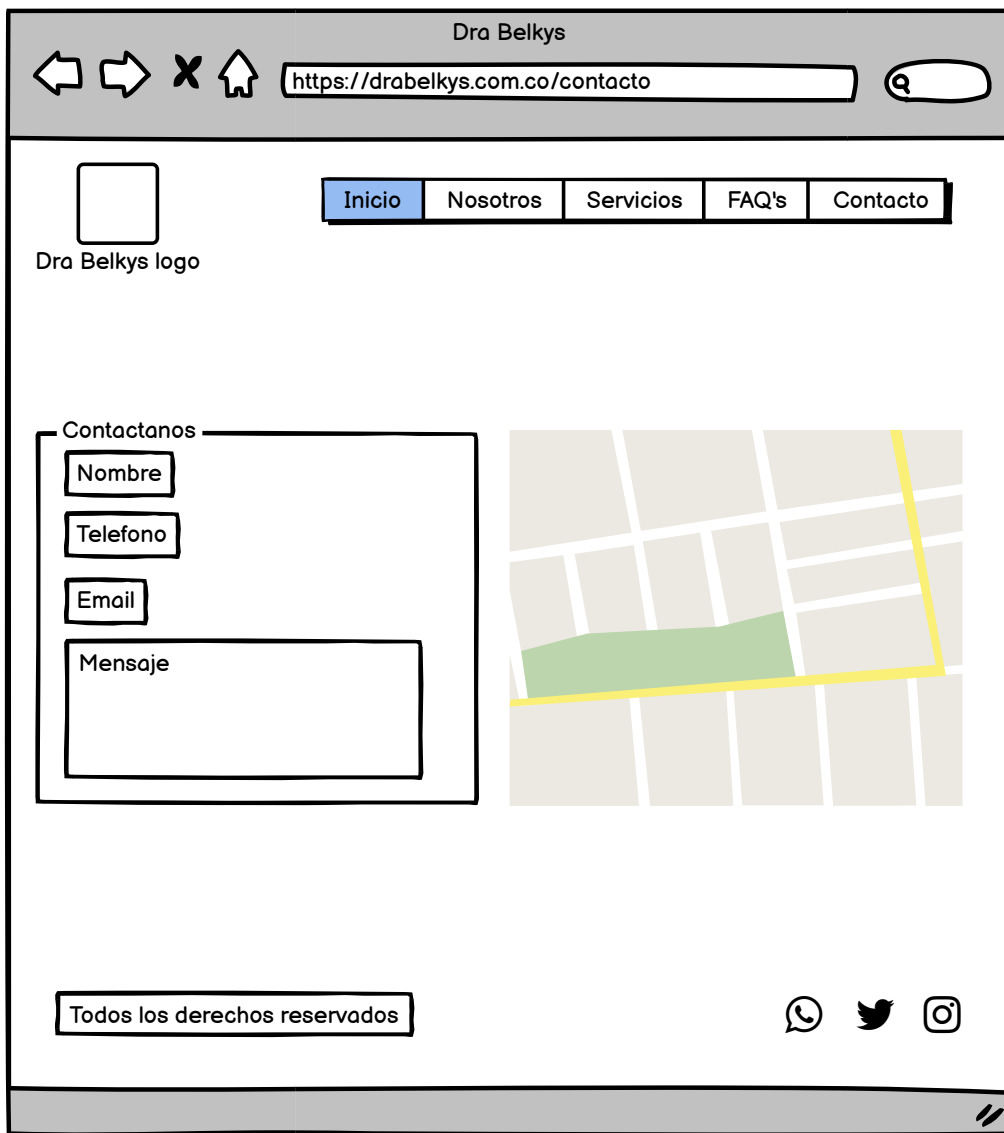 Dra Belkys
https://drabelkys.com.co/contacto
Dra Belkys logo
Inicio Nosotros Servicios FAQ's Contacto
Contactanos
Nombre
Telefono
Email
Mensaje
Todos los derechos reservados